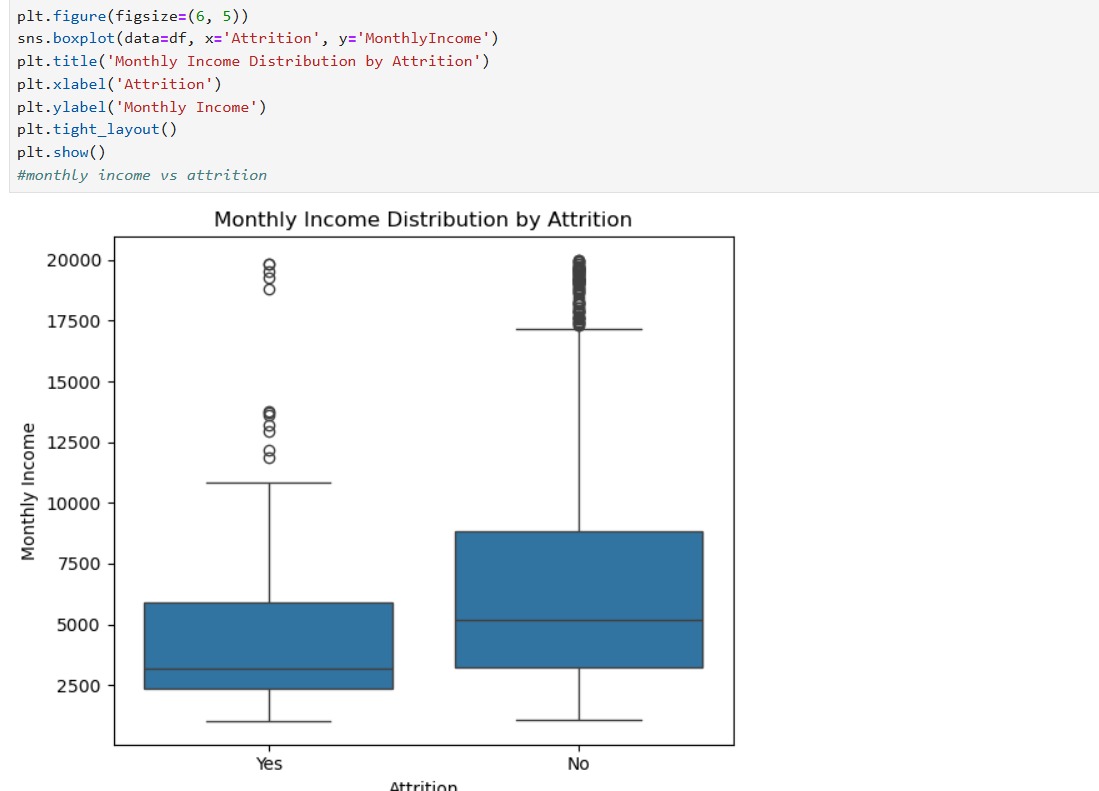 plt.figure(figsize=(6, 5))
sns.boxplot(data=df, x='Attrition', y='MonthlyIncome')
plt.title('Monthly Income Distribution by Attrition')
plt.xlabel('Attrition')
plt.ylabel('Monthly Income')
plt.tight_layout()
plt.show()
#monthly income vs attrition
Monthly Income Distribution by Attrition
20000
17500
15000
12500
10000
7500
5000
2500
Monthly Income
Yes
No
Attrition